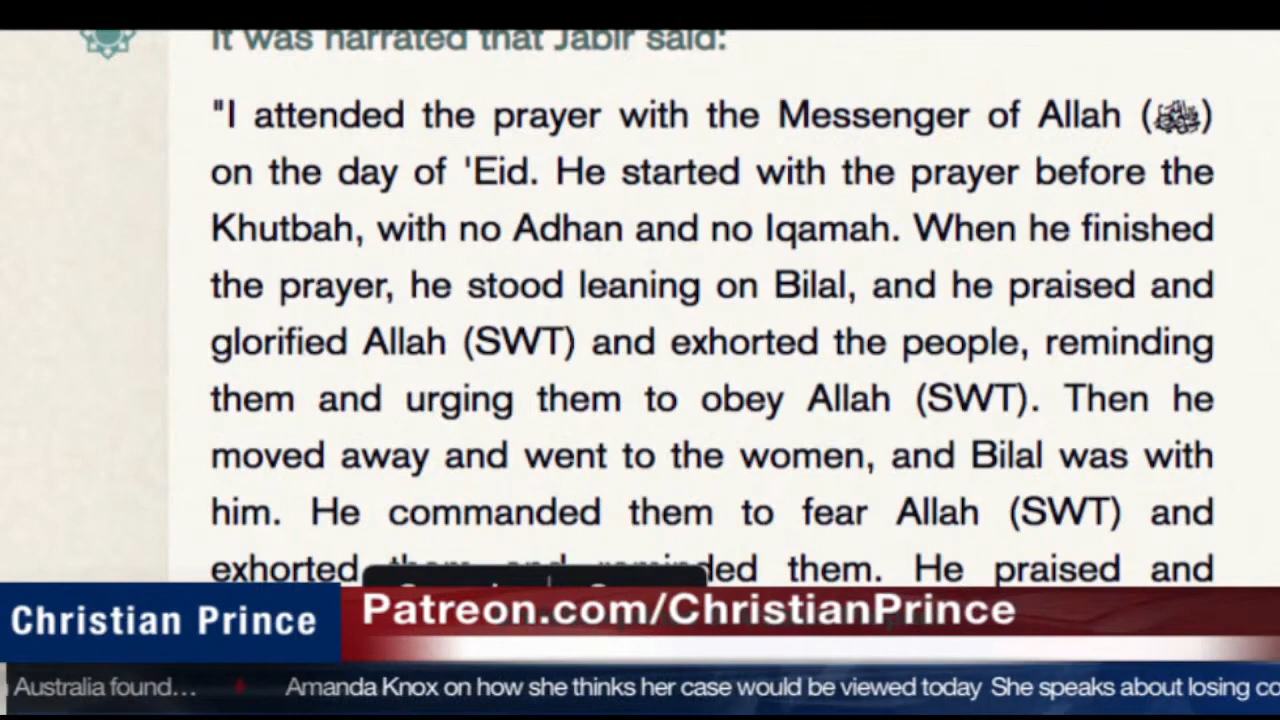 It was narrated that Jabir said:
"I attended the prayer with the Messenger of Allah (ﷺ)
on the day of 'Eid. He started with the prayer before the
Khutbah, with no Adhan and no Iqamah. When he finished
the prayer, he stood leaning on Bilal, and he praised and
glorified Allah (SWT) and exhorted the people, reminding
them and urging them to obey Allah (SWT). Then he
moved away and went to the women, and Bilal was with
him. He commanded them to fear Allah (SWT) and
exhorted them and reminded them. He praised and
Christian Prince
Patreon.com/ChristianPrince
Australia found... Amanda Knox on how she thinks her case would be viewed today She speaks about losing